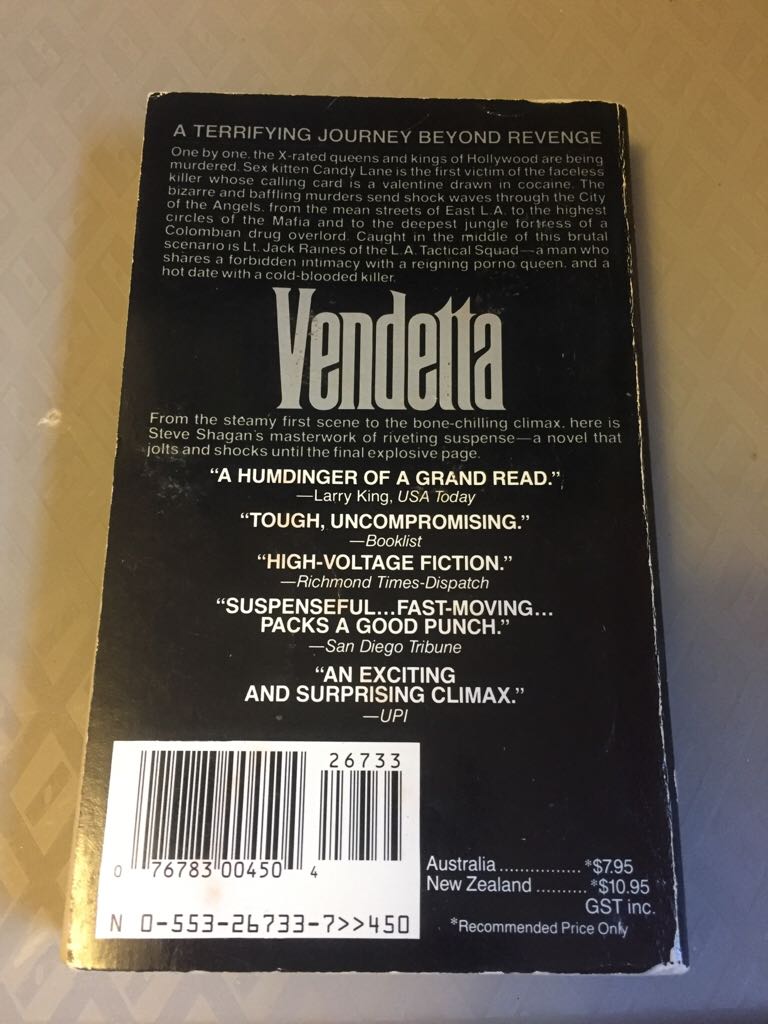 A TERRIFYING JOURNEY BEYOND REVENGE
One by one, the X-rated queens and kings of Hollywood are being
murdered. Sex kitten Candy Lane is the first victim of the faceless
killer whose calling card is a valentine drawn in cocaine. The
bizarre and baffling murders send shock waves through the City
of the Angels, from the mean streets of East L.A. to the highest
circles of the Mafia and to the deepest jungle fortress of a
Colombian drug overlord. Caught in the middle of this brutal
scenario is Lt. Jack Raines of the L.A. Tactical Squad—a man who
shares a forbidden intimacy with a reigning porno queen, and a
hot date with a cold-blooded killer.
Vendetta
From the steamy first scene to the bone-chilling climax, here is
Steve Shagan's masterwork of riveting suspense—a novel that
jolts and shocks until the final explosive page.
“A HUMDINGER OF A GRAND READ.”
—Larry King, USA Today
“TOUGH, UNCOMPROMISING.”
—Booklist
“HIGH-VOLTAGE FICTION.”
—Richmond Times-Dispatch
“SUSPENSEFUL...FAST-MOVING...
PACKS A GOOD PUNCH.”
—San Diego Tribune
“AN EXCITING
AND SURPRISING CLIMAX.”
—UPI
26733
0 76783 00450 4
N 0-553-26733-7>>450
Australia ................ *$7.95
New Zealand .......... *$10.95
GST inc.
*Recommended Price Only